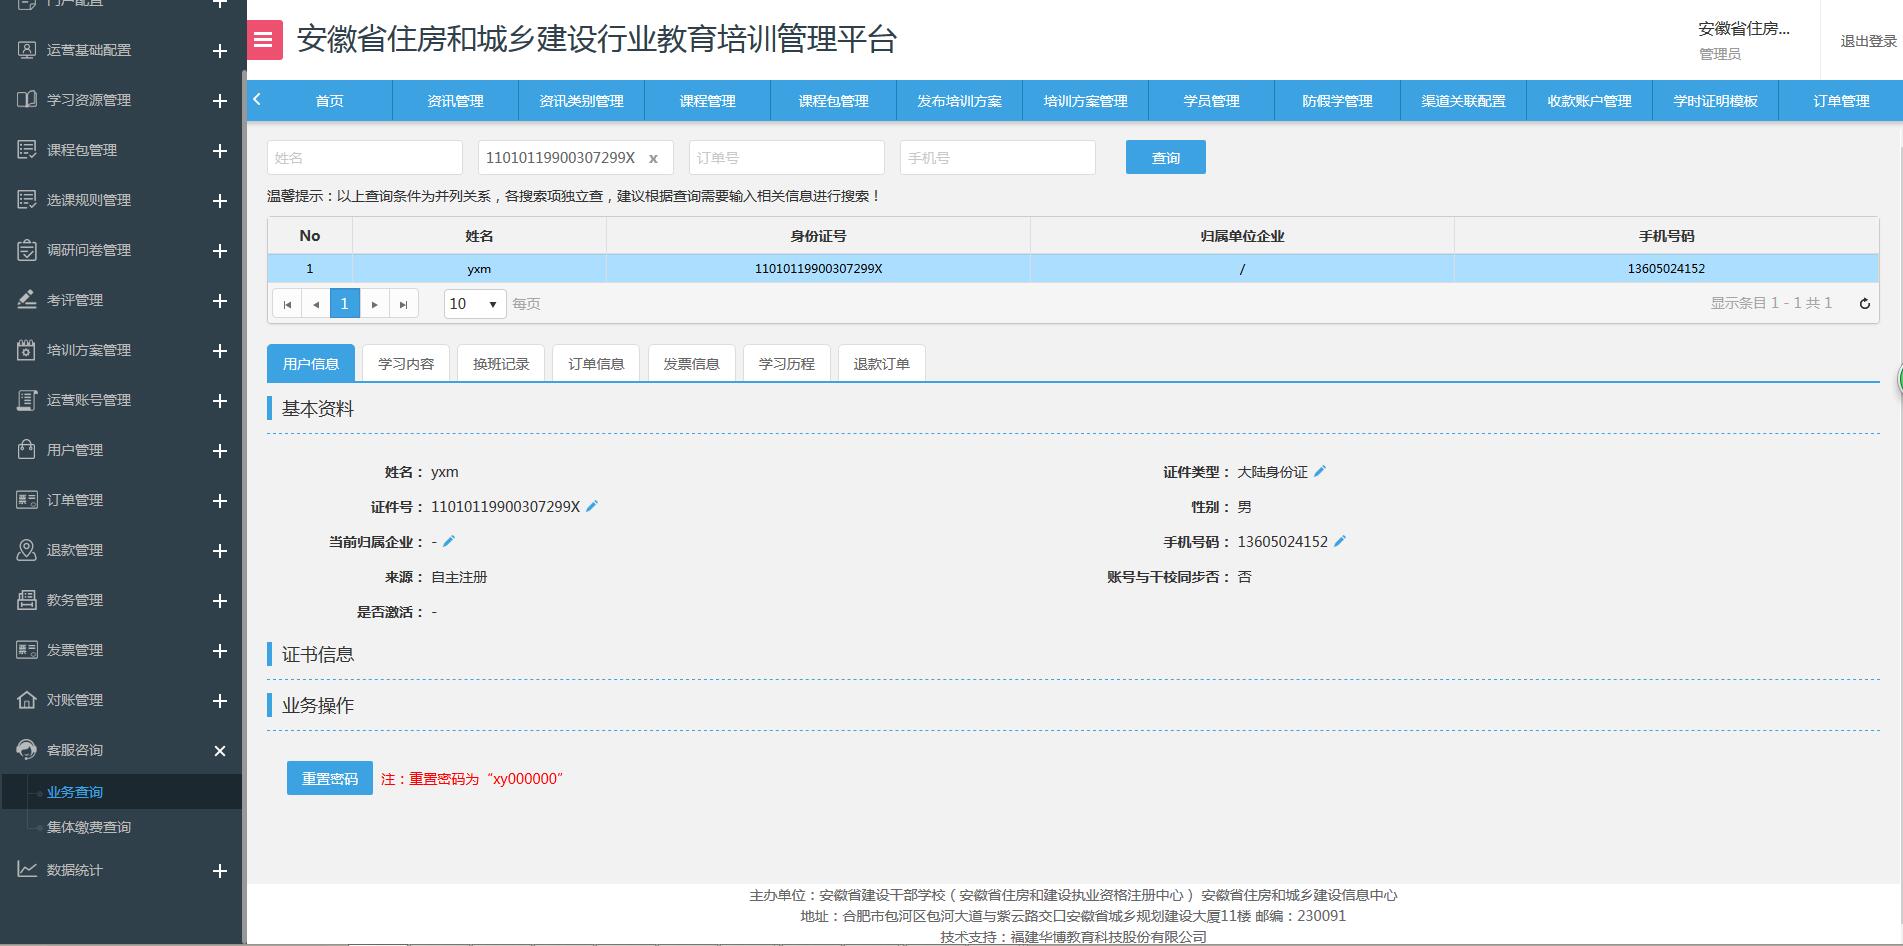 门户配置
运营基础配置
学习资源管理
课程包管理
选课规则管理
调研问卷管理
考评管理
培训方案管理
运营账号管理
用户管理
订单管理
退款管理
教务管理
发票管理
对账管理
客服咨询
业务查询
集体缴费查询
数据统计
安徽省住房和城乡建设行业教育培训管理平台
安徽省住房...
管理员
退出登录
首页 资讯管理 资讯类别管理 课程管理 课程包管理 发布培训方案 培训方案管理 学员管理 防假学管理 渠道关联配置 收款账户管理 学时证明模板 订单管理
姓名 11010119900307299X x 订单号 手机号 查询
温馨提示：以上查询条件为并列关系，各搜索项独立查，建议根据查询需要输入相关信息进行搜索！
No 姓名 身份证号 归属单位企业 手机号码
1 yxm 11010119900307299X / 13605024152
1 10 每页 显示条目 1 - 1 共 1
用户信息 学习内容 换班记录 订单信息 发票信息 学习历程 退款订单
基本资料
姓名： yxm 证件类型： 大陆身份证
证件号： 11010119900307299X 性别： 男
当前归属企业： - 手机号码： 13605024152
来源： 自主注册 账号与干校同步否： 否
是否激活： -
证书信息
业务操作
重置密码 注：重置密码为“xy000000”
主办单位：安徽省建设干部学校（安徽省住房和建设执业资格注册中心） 安徽省住房和城乡建设信息中心
地址：合肥市包河区包河大道与紫云路交口安徽省城乡规划建设大厦11楼 邮编：230091
技术支持：福建华博教育科技股份有限公司